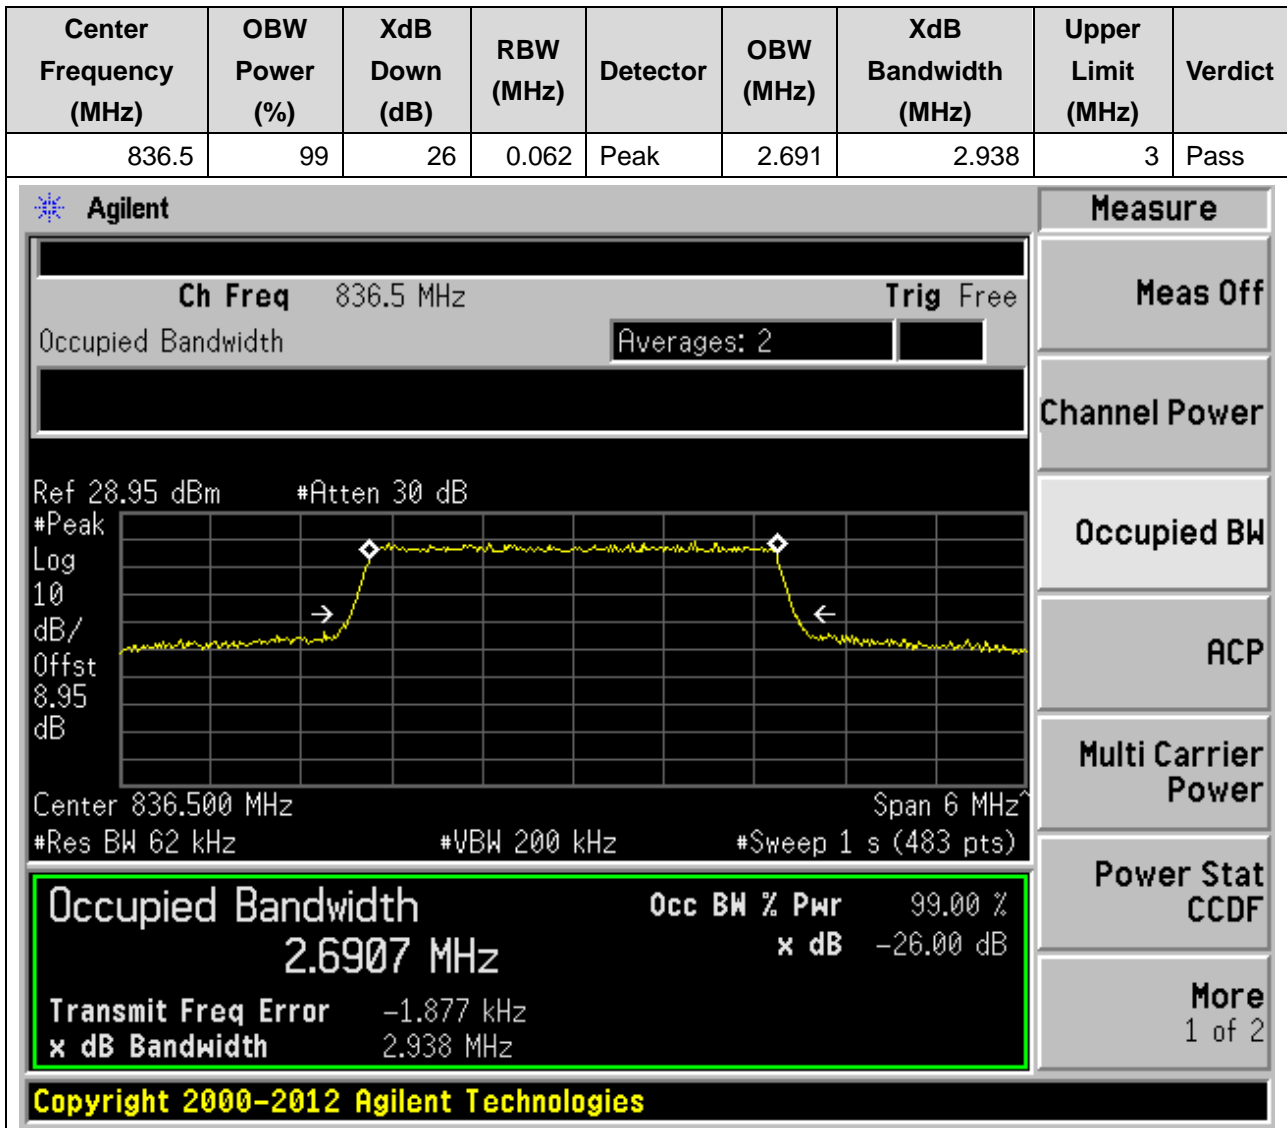 Center Frequency (MHz) OBW Power (%) XdB Down (dB) RBW (MHz) Detector OBW (MHz) XdB Bandwidth (MHz) Upper Limit (MHz) Verdict
836.5 99 26 0.062 Peak 2.691 2.938 3 Pass
Agilent
Measure
Ch Freq 836.5 MHz Trig Free
Occupied Bandwidth Averages: 2
Meas Off
Channel Power
Occupied BW
ACP
Multi Carrier
Power
Power Stat
CCDF
More
1 of 2
Ref 28.95 dBm #Atten 30 dB
#Peak
Log
10
dB/
Offst
8.95
dB
Center 836.500 MHz Span 6 MHz^
#Res BW 62 kHz #VBW 200 kHz #Sweep 1 s (483 pts)
Occupied Bandwidth Occ BW % Pwr 99.00 %
2.6907 MHz x dB -26.00 dB
Transmit Freq Error -1.877 kHz
x dB Bandwidth 2.938 MHz
Copyright 2000-2012 Agilent Technologies